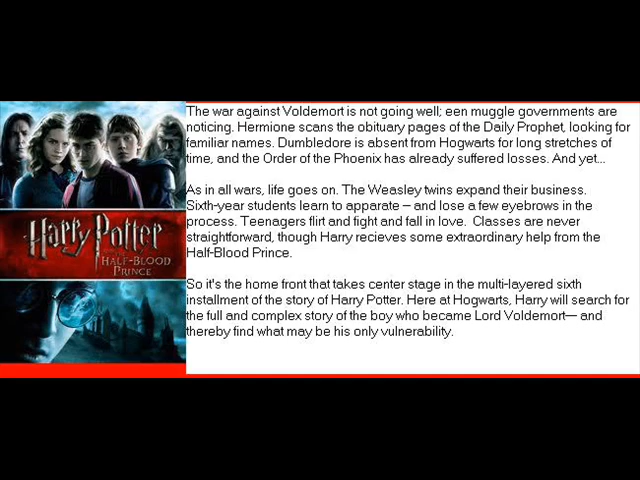 The war against Voldemort is not going well; een muggle governments are
noticing. Hermione scans the obituary pages of the Daily Prophet, looking for
familiar names. Dumbledore is absent from Hogwarts for long stretches of
time, and the Order of the Phoenix has already suffered losses. And yet...
As in all wars, life goes on. The Weasley twins expand their business.
Sixth-year students learn to apparate – and lose a few eyebrows in the
process. Teenagers flirt and fight and fall in love.  Classes are never
straightforward, though Harry recieves some extraordinary help from the
Half-Blood Prince.
So it's the home front that takes center stage in the multi-layered sixth
installment of the story of Harry Potter. Here at Hogwarts, Harry will search for
the full and complex story of the boy who became Lord Voldemort— and
thereby find what may be his only vulnerability.
Harry Potter
AND THE
HALF-BLOOD
PRINCE